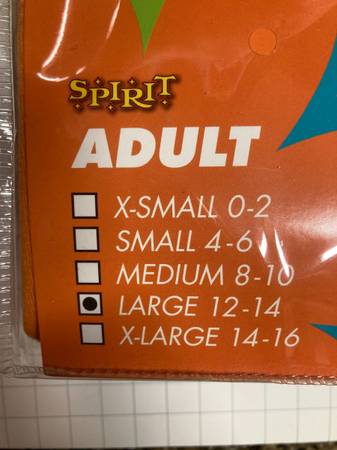 SPIRIT
ADULT
X-SMALL 0-2
SMALL 4-6
MEDIUM 8-10
LARGE 12-14
X-LARGE 14-16